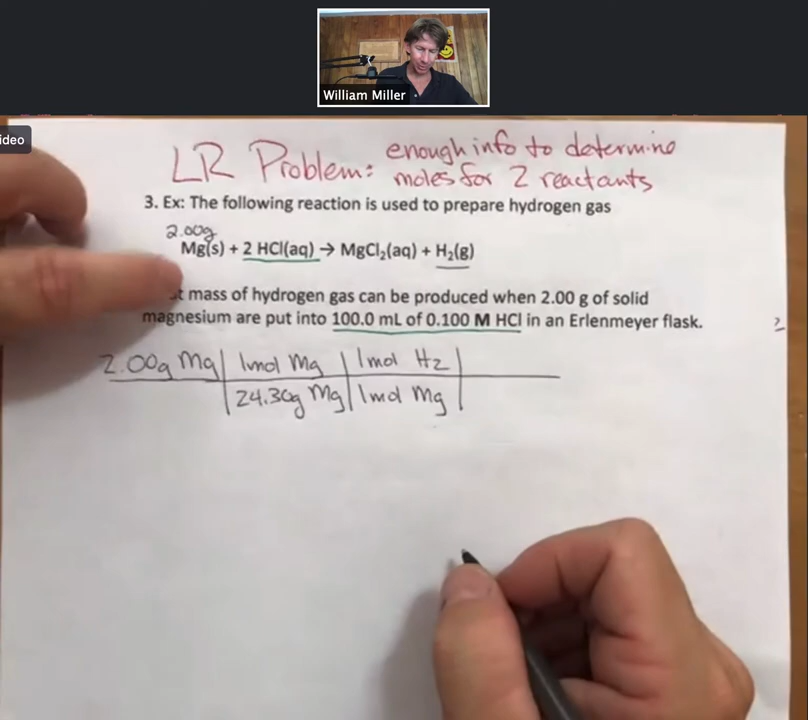 William Miller
ideo
LR Problem: enough info to determine
moles for 2 reactants
3. Ex: The following reaction is used to prepare hydrogen gas
2.00g
Mg(s) + 2 HCl(aq) → MgCl₂(aq) + H₂(g)
t mass of hydrogen gas can be produced when 2.00 g of solid
magnesium are put into 100.0 mL of 0.100 M HCl in an Erlenmeyer flask.
2.00g Mg | 1mol Mg | 1mol H₂ |
24.30g Mg | 1mol Mg |